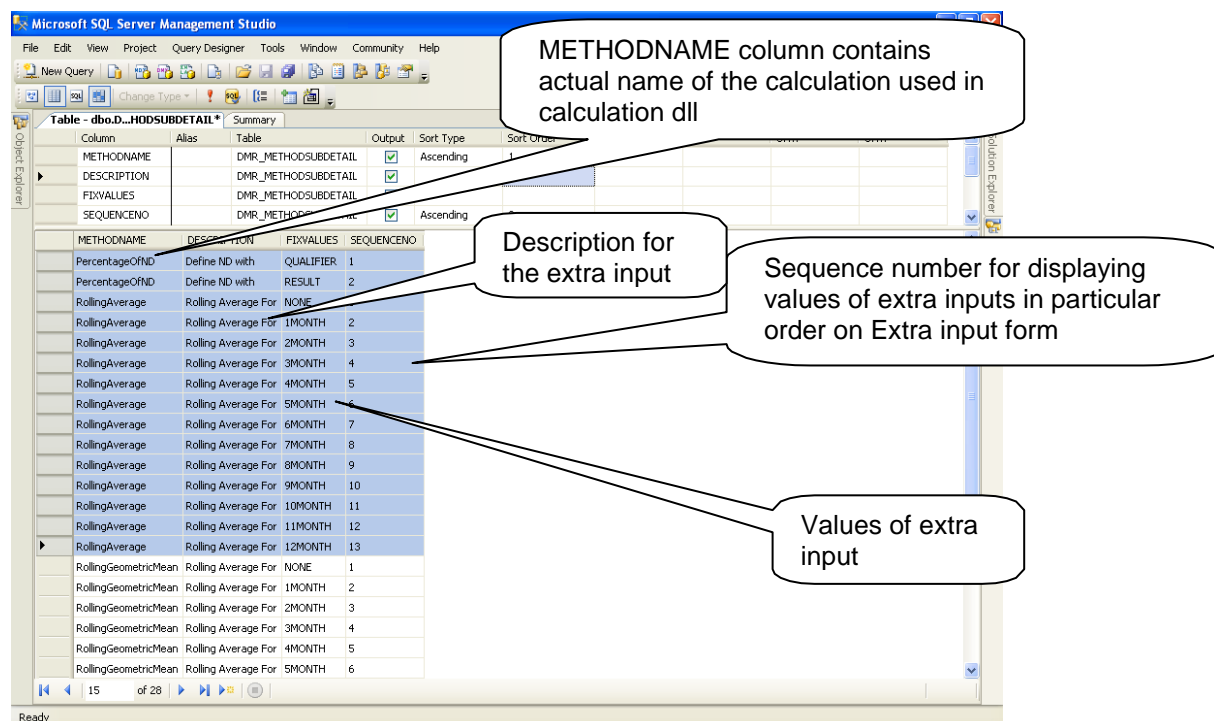 Microsoft SQL Server Management Studio
File Edit View Project Query Designer Tools Window Community Help
New Query
Change Type
Table - dbo.D...HODSUBDETAIL* Summary
Column Alias Table Output Sort Type Sort Order
METHODNAME DMR_METHODSUBDETAIL Ascending 1
DESCRIPTION DMR_METHODSUBDETAIL
FIXVALUES DMR_METHODSUBDETAIL
SEQUENCENO Ascending
Object Explorer
Solution Explorer
METHODNAME column contains
actual name of the calculation used in
calculation dll
Description for
the extra input
Sequence number for displaying
values of extra inputs in particular
order on Extra input form
Values of extra
input
METHODNAME DESCRIPTION FIXVALUES SEQUENCENO
PercentageOfND Define ND with QUALIFIER 1
PercentageOfND Define ND with RESULT 2
RollingAverage Rolling Average For NONE
RollingAverage Rolling Average For 1MONTH 2
RollingAverage Rolling Average For 2MONTH 3
RollingAverage Rolling Average For 3MONTH 4
RollingAverage Rolling Average For 4MONTH 5
RollingAverage Rolling Average For 5MONTH 6
RollingAverage Rolling Average For 6MONTH 7
RollingAverage Rolling Average For 7MONTH 8
RollingAverage Rolling Average For 8MONTH 9
RollingAverage Rolling Average For 9MONTH 10
RollingAverage Rolling Average For 10MONTH 11
RollingAverage Rolling Average For 11MONTH 12
RollingAverage Rolling Average For 12MONTH 13
RollingGeometricMean Rolling Average For NONE 1
RollingGeometricMean Rolling Average For 1MONTH 2
RollingGeometricMean Rolling Average For 2MONTH 3
RollingGeometricMean Rolling Average For 3MONTH 4
RollingGeometricMean Rolling Average For 4MONTH 5
RollingGeometricMean Rolling Average For 5MONTH 6
15 of 28
Ready